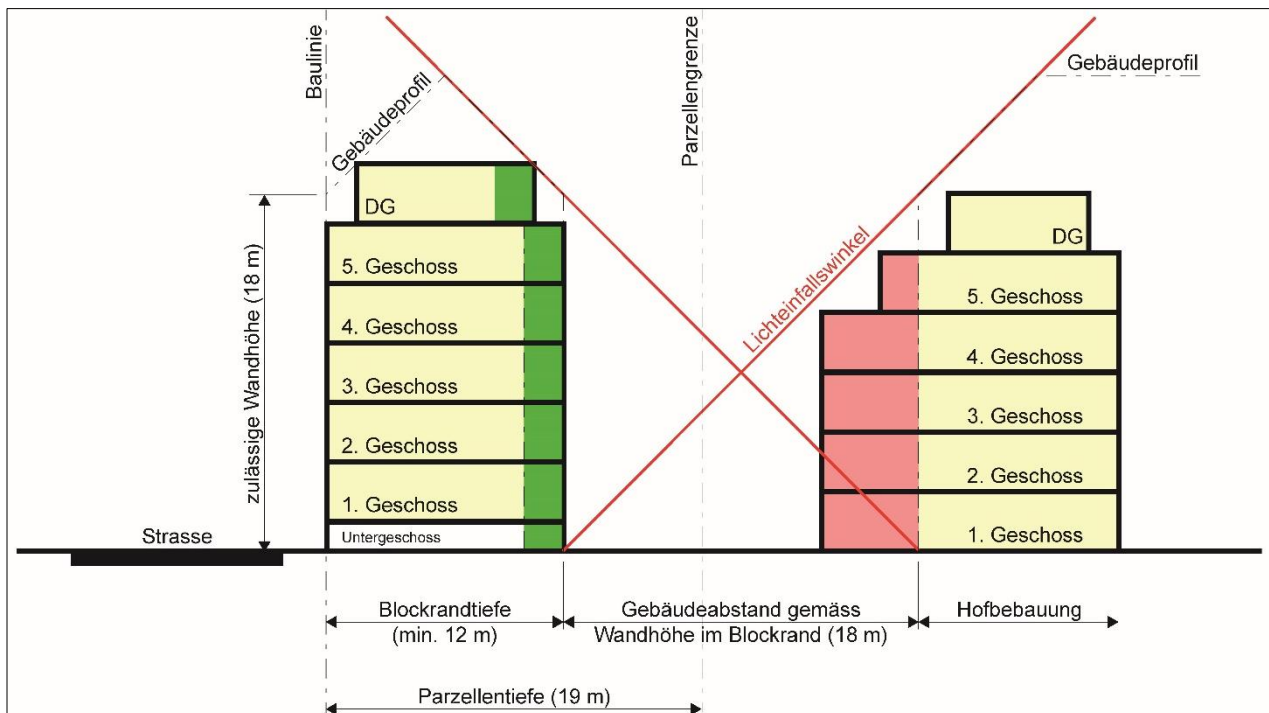 Baulinie
Parzellengrenze
Gebäudeprofil
Gebäudeprofil
Lichteinfallswinkel
zulässige Wandhöhe (18 m)
DG
5. Geschoss
4. Geschoss
3. Geschoss
2. Geschoss
1. Geschoss
Untergeschoss
DG
5. Geschoss
4. Geschoss
3. Geschoss
2. Geschoss
1. Geschoss
Strasse
Blockrandtiefe
(min. 12 m)
Gebäudeabstand gemäss
Wandhöhe im Blockrand (18 m)
Hofbebauung
Parzellentiefe (19 m)